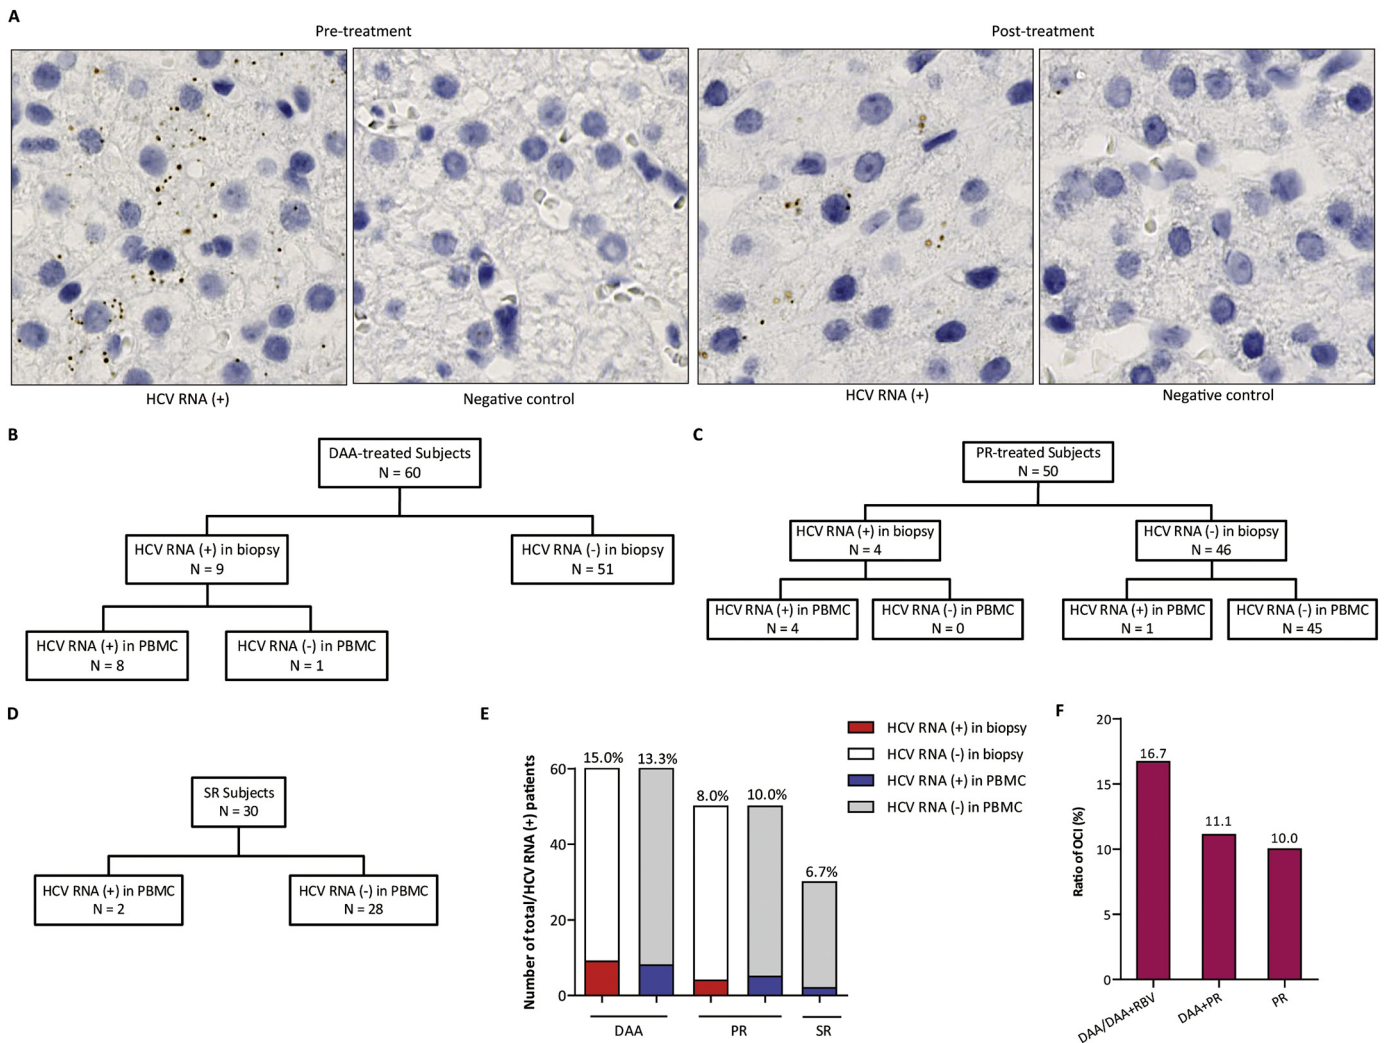 A
Pre-treatment
Post-treatment
HCV RNA (+)
Negative control
HCV RNA (+)
Negative control
B
DAA-treated Subjects
N = 60
HCV RNA (+) in biopsy
N = 9
HCV RNA (-) in biopsy
N = 51
HCV RNA (+) in PBMC
N = 8
HCV RNA (-) in PBMC
N = 1
C
PR-treated Subjects
N = 50
HCV RNA (+) in biopsy
N = 4
HCV RNA (-) in biopsy
N = 46
HCV RNA (+) in PBMC
N = 4
HCV RNA (-) in PBMC
N = 0
HCV RNA (+) in PBMC
N = 1
HCV RNA (-) in PBMC
N = 45
D
SR Subjects
N = 30
HCV RNA (+) in PBMC
N = 2
HCV RNA (-) in PBMC
N = 28
E
Number of total/HCV RNA (+) patients
60
40
20
0
15.0%
13.3%
8.0%
10.0%
6.7%
DAA
PR
SR
HCV RNA (+) in biopsy
HCV RNA (-) in biopsy
HCV RNA (+) in PBMC
HCV RNA (-) in PBMC
F
Ratio of OCI (%)
20
15
10
5
0
16.7
11.1
10.0
DAA/DAA+RBV
DAA+PR
PR